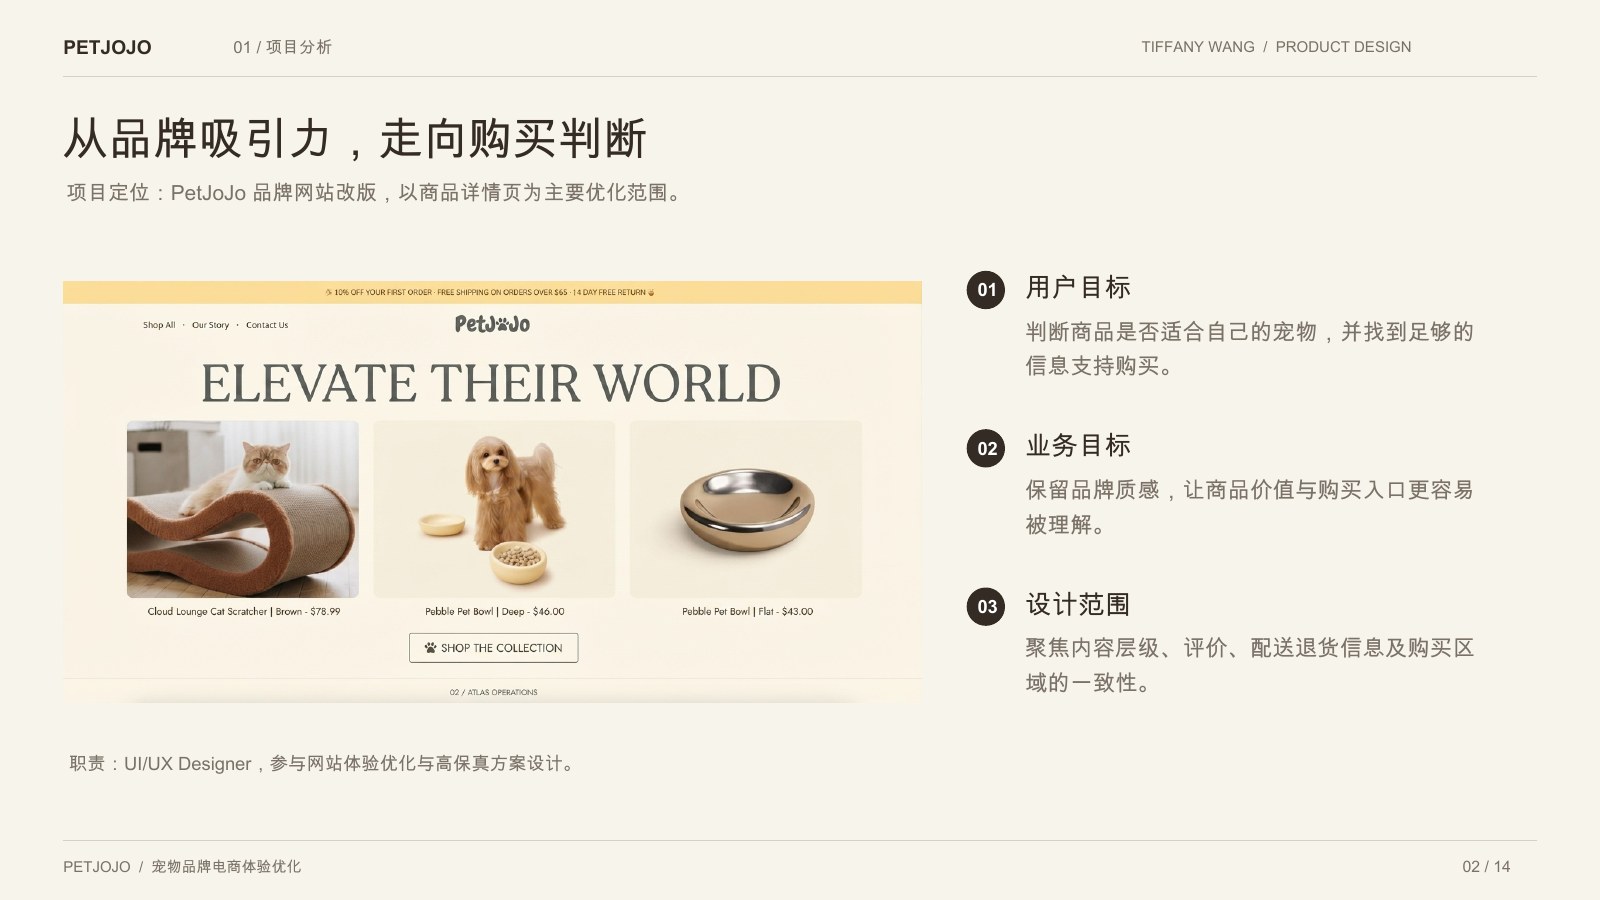 PETJOJO 01 / 项目分析 TIFFANY WANG / PRODUCT DESIGN
从品牌吸引力，走向购买判断
项目定位：PetJoJo 品牌网站改版，以商品详情页为主要优化范围。
10% OFF YOUR FIRST ORDER · FREE SHIPPING ON ORDERS OVER $65 · 14 DAY FREE RETURN
Shop All · Our Story · Contact Us
PetJoJo
ELEVATE THEIR WORLD
Cloud Lounge Cat Scratcher | Brown - $78.99
Pebble Pet Bowl | Deep - $46.00
Pebble Pet Bowl | Flat - $43.00
SHOP THE COLLECTION
02 / ATLAS OPERATIONS
01 用户目标
判断商品是否适合自己的宠物，并找到足够的
信息支持购买。
02 业务目标
保留品牌质感，让商品价值与购买入口更容易
被理解。
03 设计范围
聚焦内容层级、评价、配送退货信息及购买区
域的一致性。
职责：UI/UX Designer，参与网站体验优化与高保真方案设计。
PETJOJO / 宠物品牌电商体验优化
02 / 14